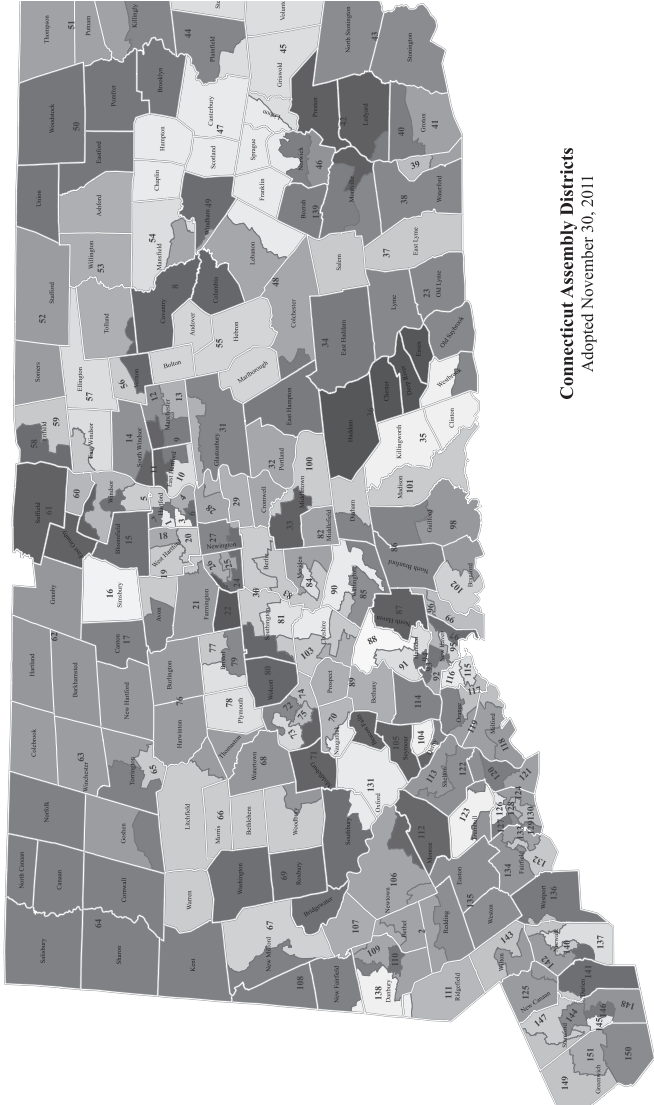 Connecticut Assembly Districts
Adopted November 30, 2011
Salisbury
North Canaan
Canaan
Norfolk
Colebrook
Hartland
62
Granby
Suffield
61
East Granby
58
59
Somers
Stafford
52
Union
Woodstock
50
Thompson
51
Putnam
Sharon
64
Cornwall
Goshen
63
Winchester
Torrington
65
Barkhamsted
New Hartford
Canton
17
16
Simsbury
Bloomfield
15
Windsor
60
East Windsor
57
Ellington
14
South Windsor
56
Vernon
Tolland
Willington
53
Ashford
Eastford
Pomfret
Killingly
Brooklyn
Kent
Warren
Litchfield
66
Morris
Bethlehem
Harwinton
Burlington
76
Avon
19
18
West Hartford
20
21
Farmington
Hartford
1
3
4
5
6
7
9
10
11
12
Manchester
13
Bolton
Coventry
8
Mansfield
54
Chaplin
Hampton
Scotland
Canterbury
47
Plainfield
44
Washington
69
Roxbury
Bridgewater
Woodbury
Watertown
68
Thomaston
78
Plymouth
77
79
22
24
25
26
27
Newington
28
29
Glastonbury
31
Andover
55
Hebron
Columbia
Windham
49
Lebanon
Franklin
Sprague
Lisbon
Griswold
45
New Milford
67
108
New Fairfield
107
Southbury
Middlebury
71
72
73
74
75
80
Wolcott
Southington
81
30
Berlin
Cromwell
32
Portland
East Hampton
Marlborough
Colchester
48
Bozrah
139
Norwich
46
Preston
42
North Stonington
43
138
Danbury
109
110
Bethel
2
Newtown
106
131
Oxford
70
Naugatuck
Prospect
89
Bethany
Cheshire
103
Meriden
83
84
82
Middlefield
33
Middletown
100
Haddam
34
East Haddam
Salem
Montville
Ledyard
Stonington
111
Ridgefield
Redding
135
Easton
Weston
112
Monroe
Seymour
105
104
114
88
90
Wallingford
85
86
Durham
North Branford
Killingworth
35
Chester
Deep River
Essex
Lyme
37
East Lyme
38
Waterford
39
40
Groton
41
Wilton
143
134
123
Trumbull
Shelton
113
122
Orange
119
Milford
118
117
115
116
91
92
87
North Haven
Madison
101
Guilford
98
Branford
102
Clinton
Westbrook
Old Saybrook
23
Old Lyme
125
New Canaan
142
140
137
Westport
136
Fairfield
132
133
126
128
129
130
124
120
121
95
96
99
147
Stamford
144
145
146
141
Darien
148
149
151
Greenwich
150